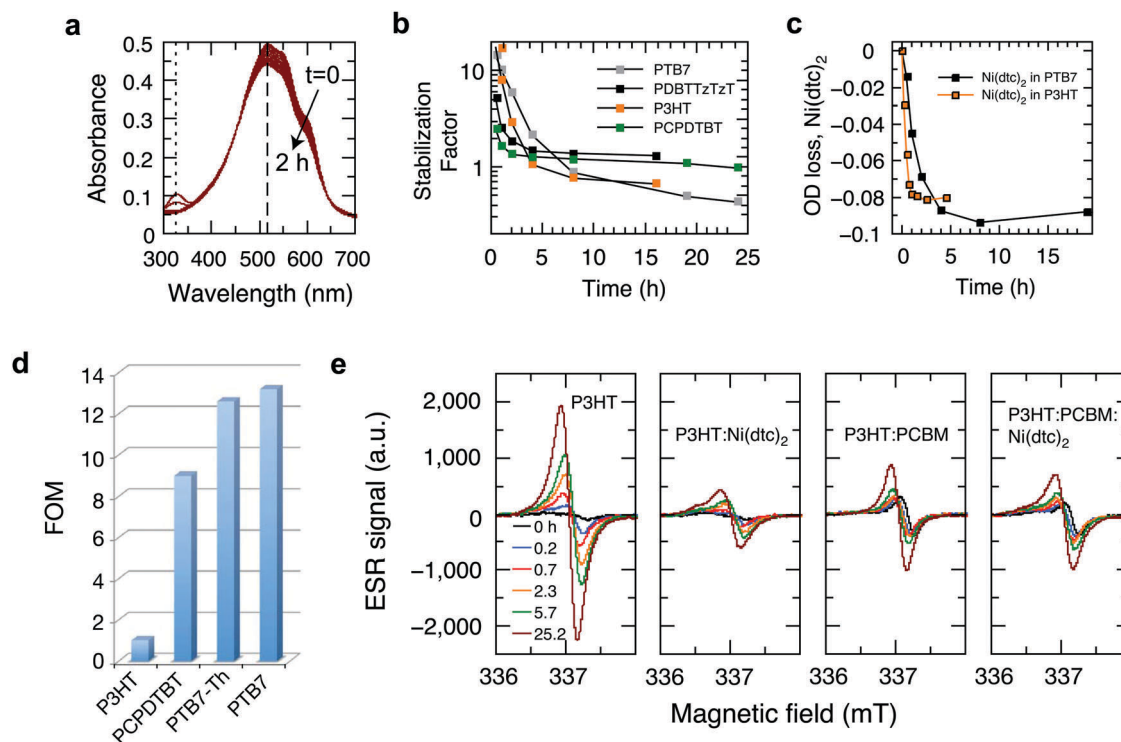 a
0.5
0.4
0.3
0.2
0.1
0
Absorbance
t=0
2 h
300 400 500 600 700
Wavelength (nm)
b
10
1
Stabilization
Factor
PTB7
PDBTTzTzT
P3HT
PCPDTBT
0 5 10 15 20 25
Time (h)
c
0
−0.02
−0.04
−0.06
−0.08
−0.1
OD loss, Ni(dtc)2
Ni(dtc)2 in PTB7
Ni(dtc)2 in P3HT
0 5 10 15
Time (h)
d
14
12
10
8
6
4
2
0
FOM
P3HT
PCPDTBT
PTB7-Th
PTB7
e
2,000
1,000
0
−1,000
−2,000
ESR signal (a.u.)
P3HT
0 h
0.2
0.7
2.3
5.7
25.2
P3HT:Ni(dtc)2
P3HT:PCBM
P3HT:PCBM:
Ni(dtc)2
336 337 336 337 336 337 336 337
Magnetic field (mT)